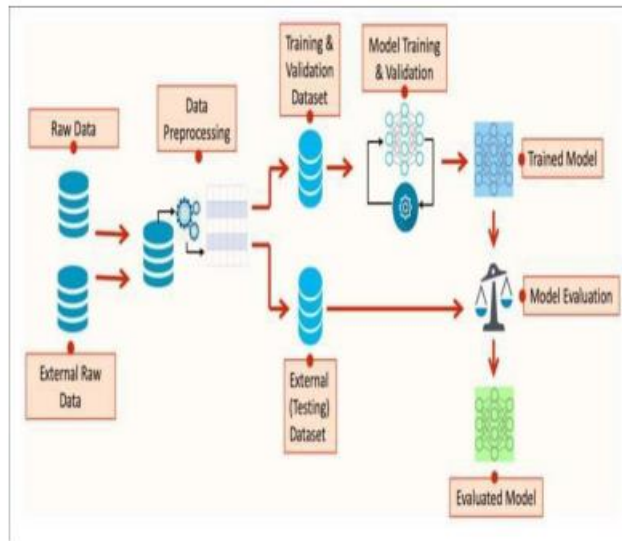 Training &
Validation
Dataset
Model Training
& Validation
Data
Preprocessing
Raw Data
Trained Model
Model Evaluation
External Raw
Data
External
(Testing)
Dataset
Evaluated Model